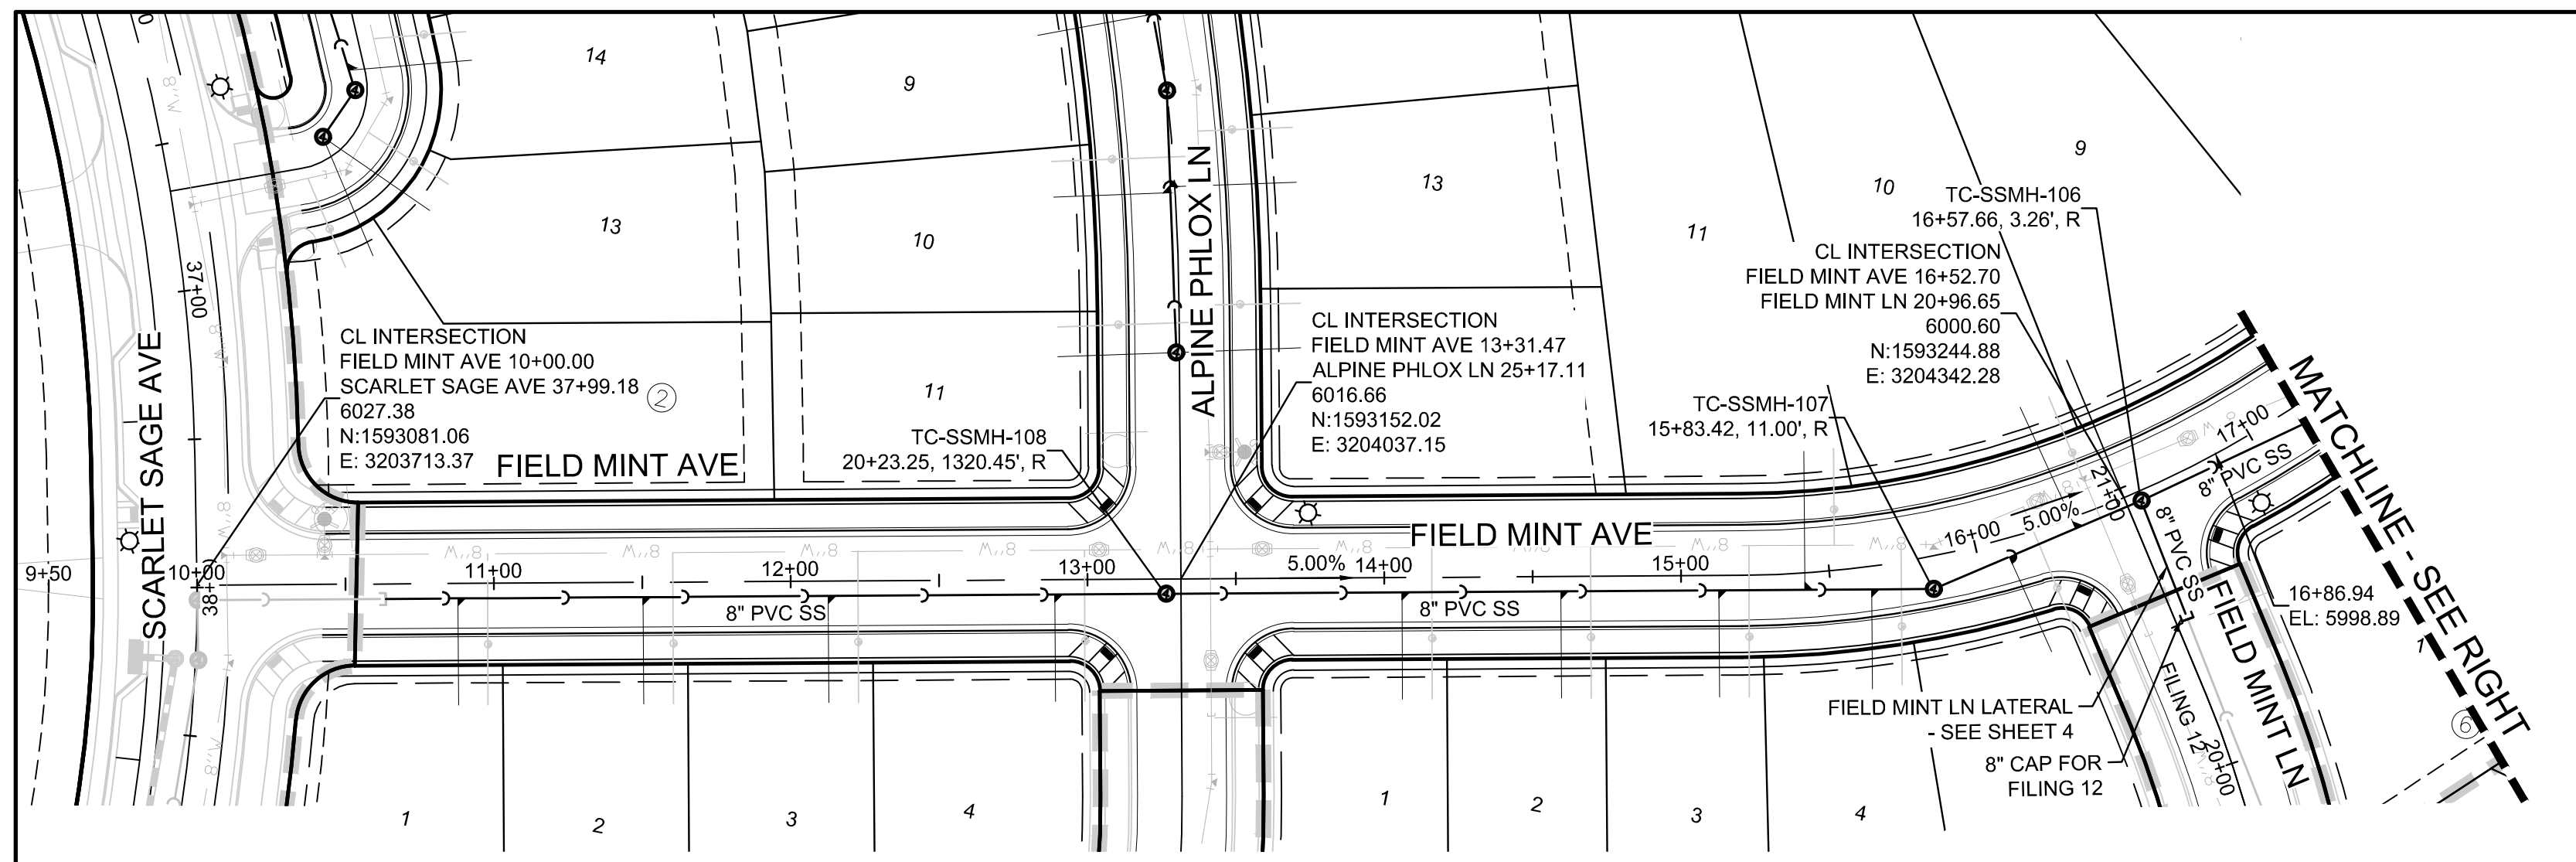 14
9
13
10
11
13
11
10
9
TC-SSMH-106
16+57.66, 3.26', R
CL INTERSECTION
FIELD MINT AVE 16+52.70
FIELD MINT LN 20+96.65
6000.60
N:1593244.88
E: 3204342.28
37+00
SCARLET SAGE AVE
CL INTERSECTION
FIELD MINT AVE 10+00.00
SCARLET SAGE AVE 37+99.18
6027.38
N:1593081.06
E: 3203713.37
2
FIELD MINT AVE
TC-SSMH-108
20+23.25, 1320.45', R
ALPINE PHLOX LN
CL INTERSECTION
FIELD MINT AVE 13+31.47
ALPINE PHLOX LN 25+17.11
6016.66
N:1593152.02
E: 3204037.15
TC-SSMH-107
15+83.42, 11.00', R
FIELD MINT AVE
MATCHLINE - SEE RIGHT
17+00
8" PVC SS
21+00
5.00%
16+00
8" PVC SS
9+50
10+00
38+00
11+00
12+00
13+00
5.00%
14+00
15+00
8"W
8"W
8"W
8"W
8"W
8"W
8"W
8"W
8" PVC SS
8" PVC SS
16+86.94
EL: 5998.89
FIELD MINT LN
FILING 12
20+00
FIELD MINT LN LATERAL
- SEE SHEET 4
8" CAP FOR
FILING 12
6
1
1
2
3
4
1
2
3
4